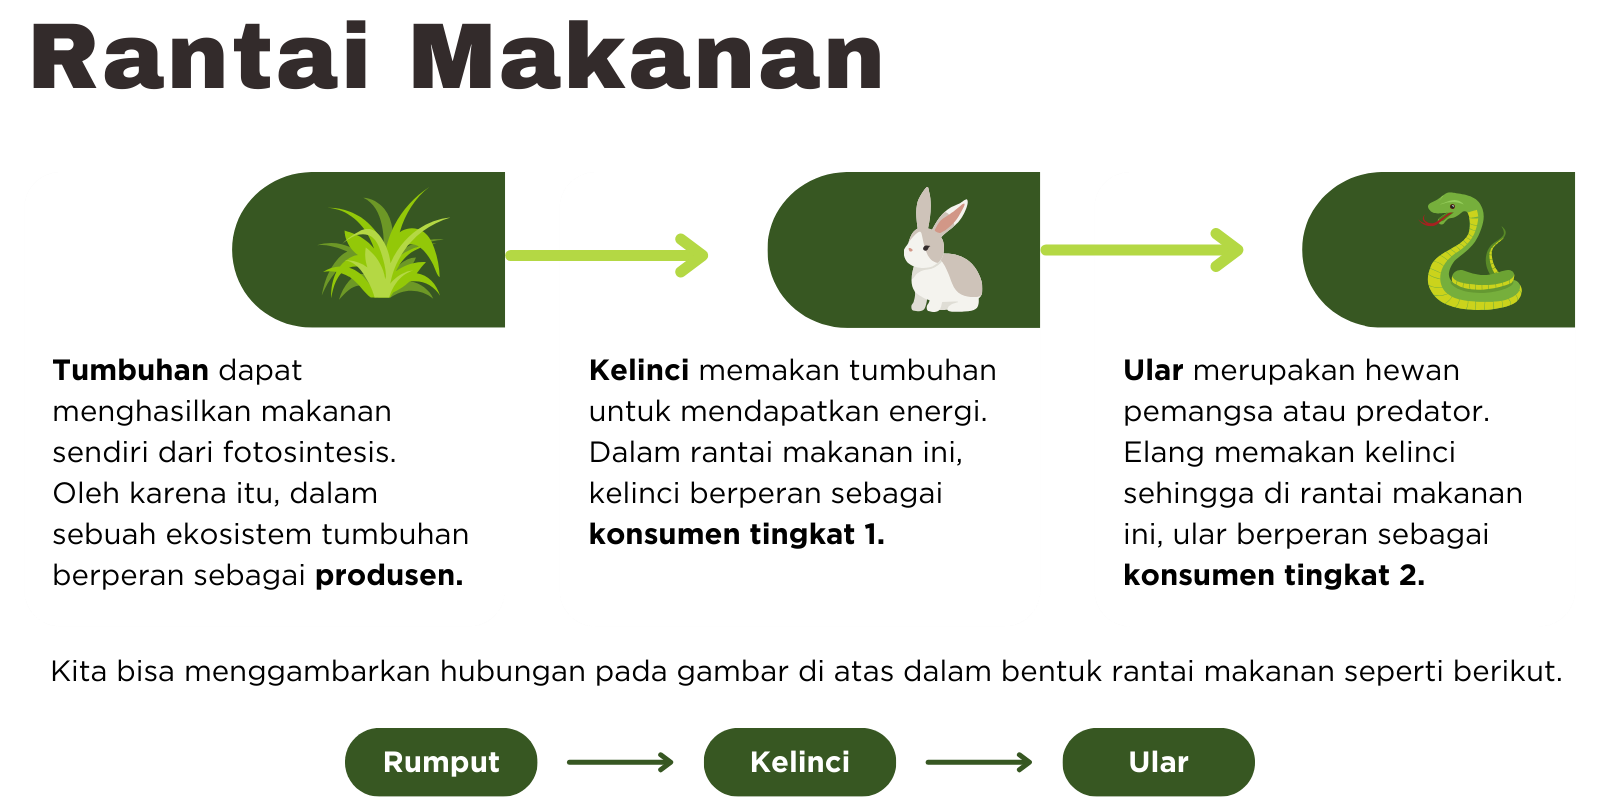 Rantai Makanan
Tumbuhan dapat
menghasilkan makanan
sendiri dari fotosintesis.
Oleh karena itu, dalam
sebuah ekosistem tumbuhan
berperan sebagai produsen.
Kelinci memakan tumbuhan
untuk mendapatkan energi.
Dalam rantai makanan ini,
kelinci berperan sebagai
konsumen tingkat 1.
Ular merupakan hewan
pemangsa atau predator.
Elang memakan kelinci
sehingga di rantai makanan
ini, ular berperan sebagai
konsumen tingkat 2.
Kita bisa menggambarkan hubungan pada gambar di atas dalam bentuk rantai makanan seperti berikut.
Rumput
Kelinci
Ular